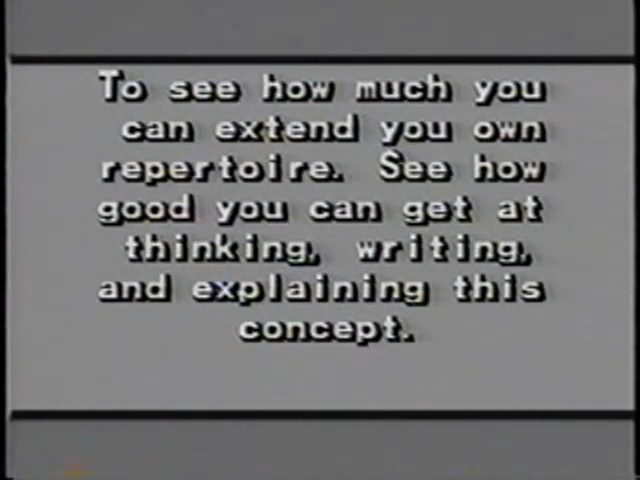 To see how much you
can extend you own
repertoire. See how
good you can get at
thinking, writing,
and explaining this
concept.